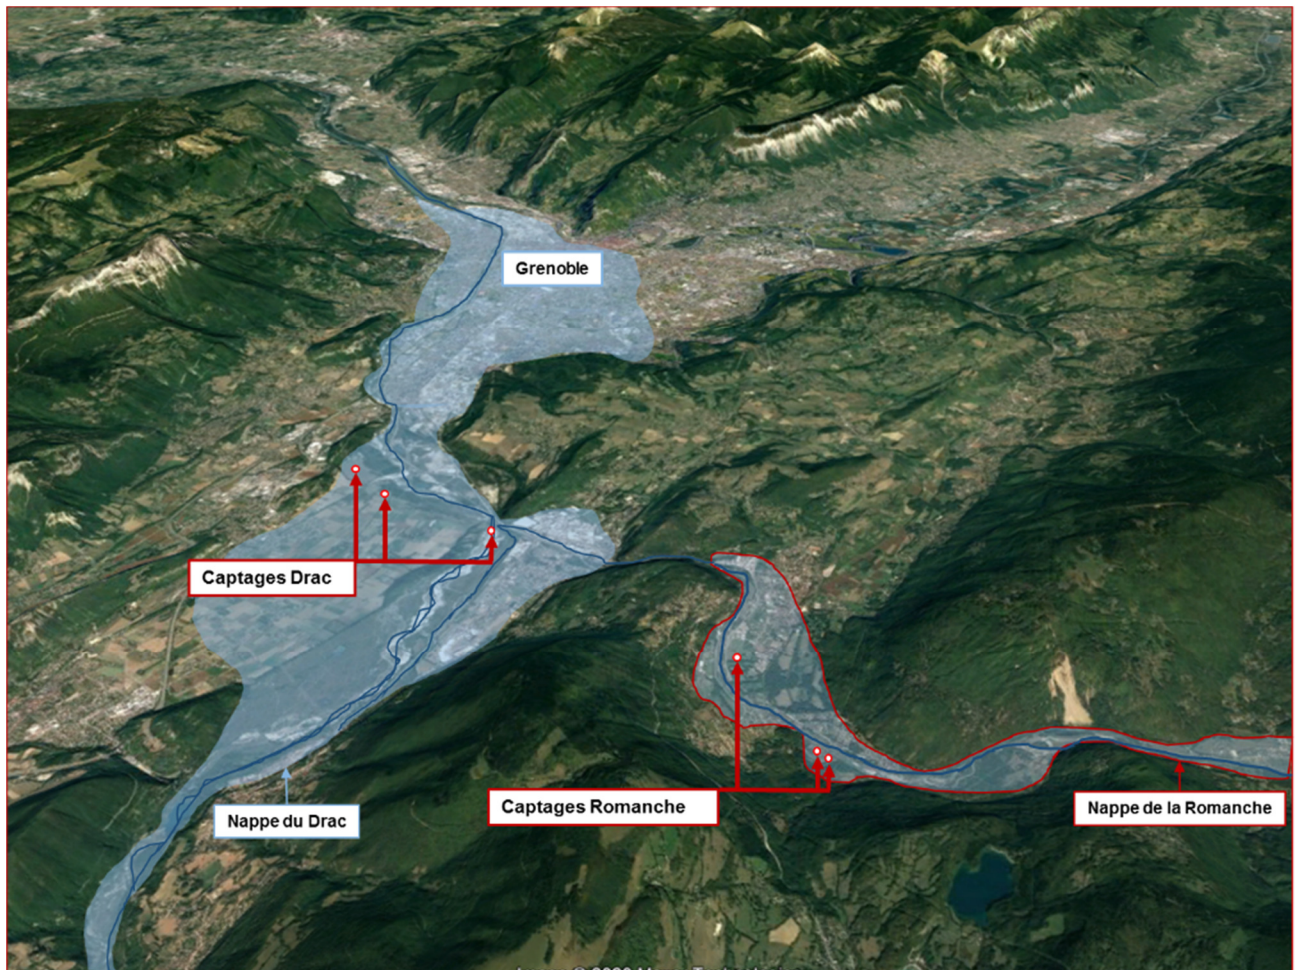 Grenoble
Captages Drac
Nappe du Drac
Captages Romanche
Nappe de la Romanche